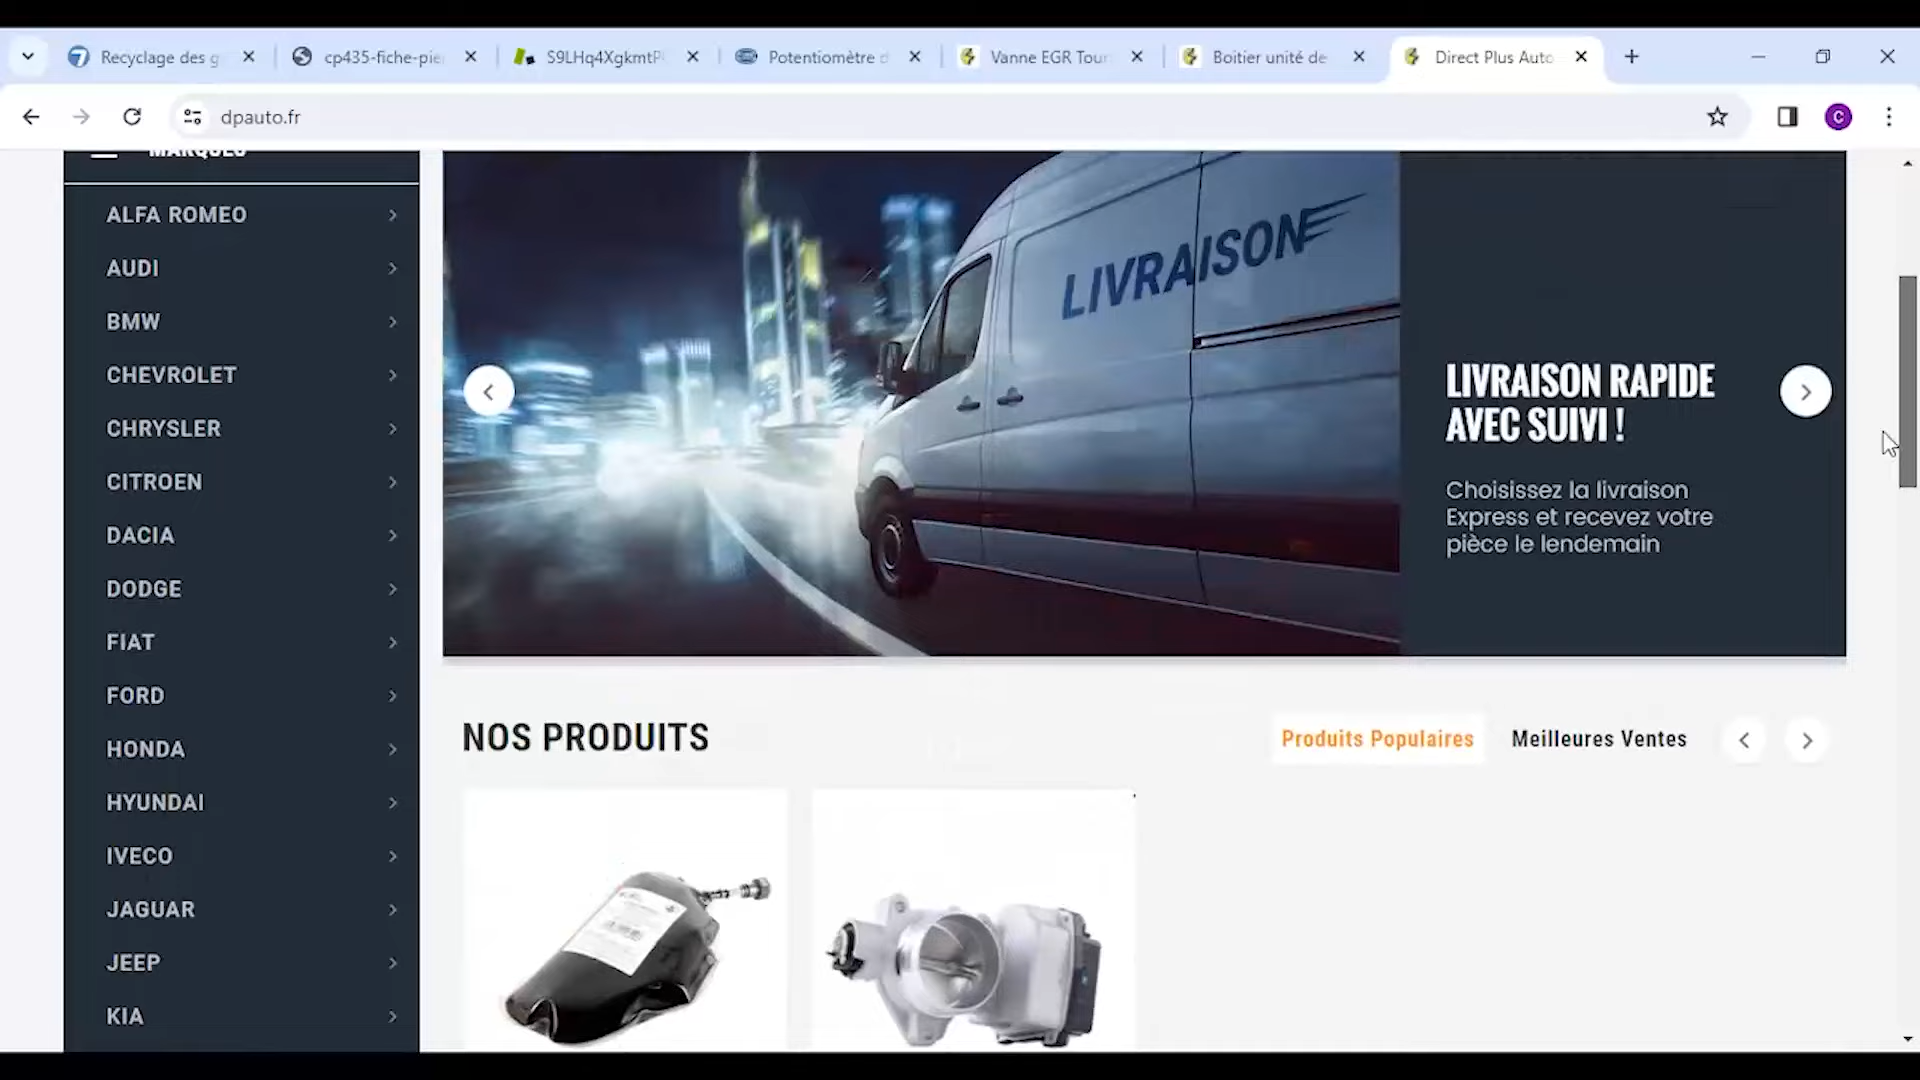 Recyclage des g
cp435-fiche-pie
S9LHq4XgkmtP
Potentiomètre d
Vanne EGR Tour
Boitier unité de
Direct Plus Auto
dpauto.fr
C
MARQUES
ALFA ROMEO
AUDI
BMW
CHEVROLET
CHRYSLER
CITROEN
DACIA
DODGE
FIAT
FORD
HONDA
HYUNDAI
IVECO
JAGUAR
JEEP
KIA
LIVRAISON
LIVRAISON RAPIDE
AVEC SUIVI !
Choisissez la livraison
Express et recevez votre
pièce le lendemain
NOS PRODUITS
Produits Populaires
Meilleures Ventes